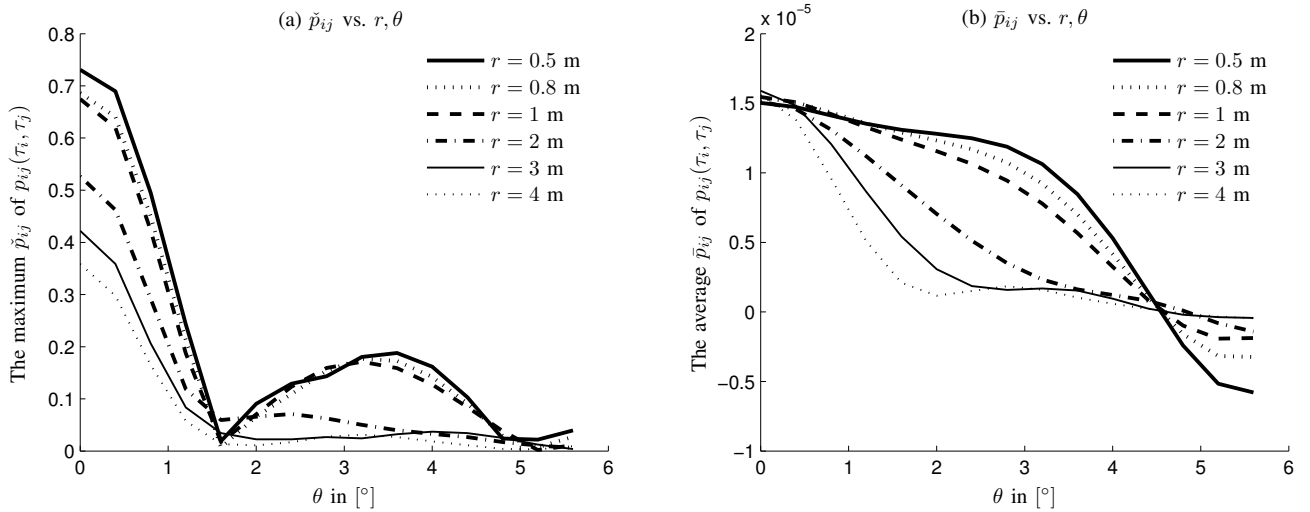 (a) p̌ij vs. r, θ
0.8
0.7
0.6
0.5
0.4
0.3
0.2
0.1
0
0 1 2 3 4 5 6
The maximum p̌ij of pij(τi, τj)
θ in [°]
r = 0.5 m
r = 0.8 m
r = 1 m
r = 2 m
r = 3 m
r = 4 m
(b) p̄ij vs. r, θ
x 10⁻⁵
2
1.5
1
0.5
0
−0.5
−1
0 1 2 3 4 5 6
The average p̄ij of pij(τi, τj)
θ in [°]
r = 0.5 m
r = 0.8 m
r = 1 m
r = 2 m
r = 3 m
r = 4 m